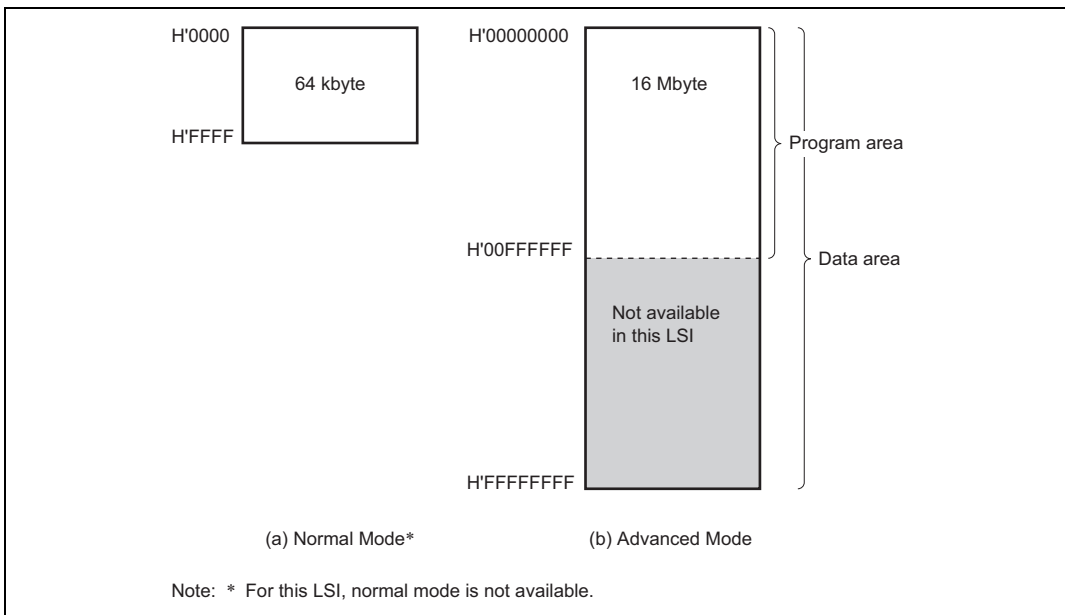 H'0000
64 kbyte
H'FFFF
H'00000000
16 Mbyte
Program area
H'00FFFFFF
Data area
Not available
in this LSI
H'FFFFFFFF
(a) Normal Mode*
(b) Advanced Mode
Note: * For this LSI, normal mode is not available.